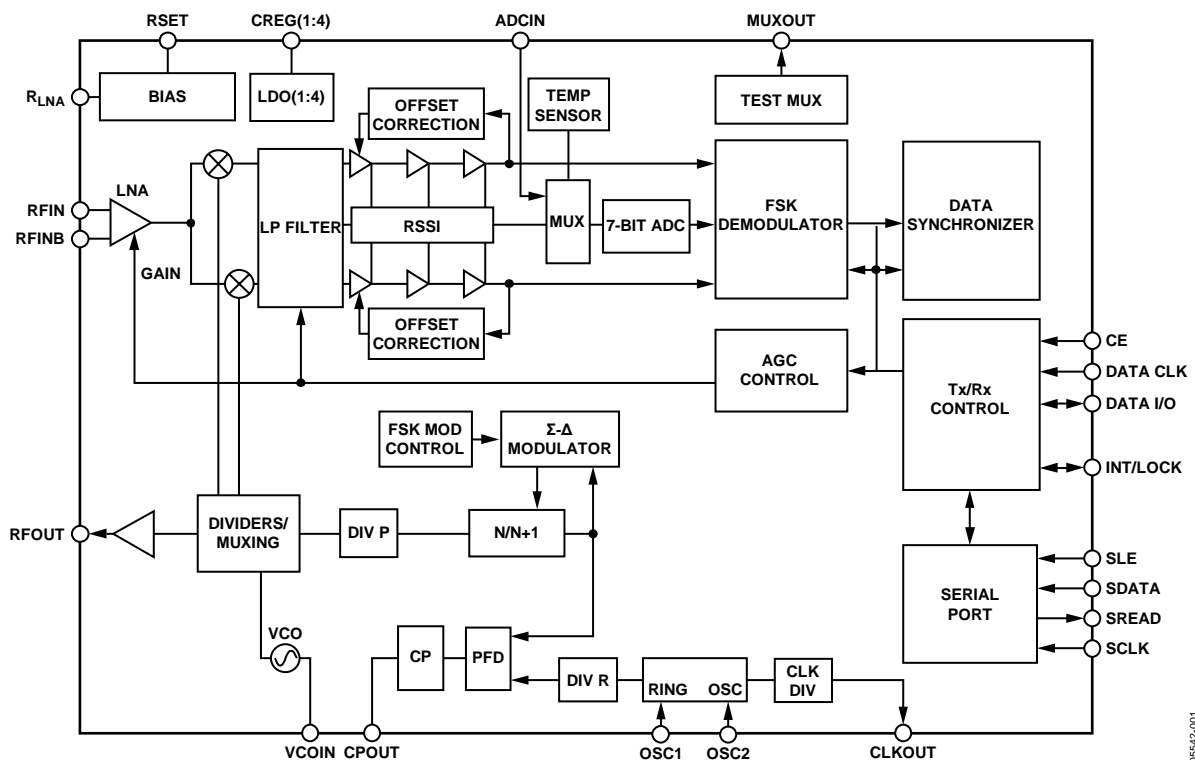 RSET
CREG(1:4)
ADCIN
MUXOUT
RLNA
BIAS
LDO(1:4)
OFFSET
CORRECTION
TEMP
SENSOR
TEST MUX
LNA
RFIN
RFINB
GAIN
LP FILTER
RSSI
MUX
7-BIT ADC
FSK
DEMODULATOR
DATA
SYNCHRONIZER
OFFSET
CORRECTION
AGC
CONTROL
Tx/Rx
CONTROL
CE
DATA CLK
DATA I/O
INT/LOCK
FSK MOD
CONTROL
Σ-Δ
MODULATOR
RFOUT
DIVIDERS/
MUXING
DIV P
N/N+1
SERIAL
PORT
SLE
SDATA
SREAD
SCLK
VCO
CP
PFD
DIV R
RING
OSC
CLK
DIV
VCOIN
CPOUT
OSC1
OSC2
CLKOUT
05542-001